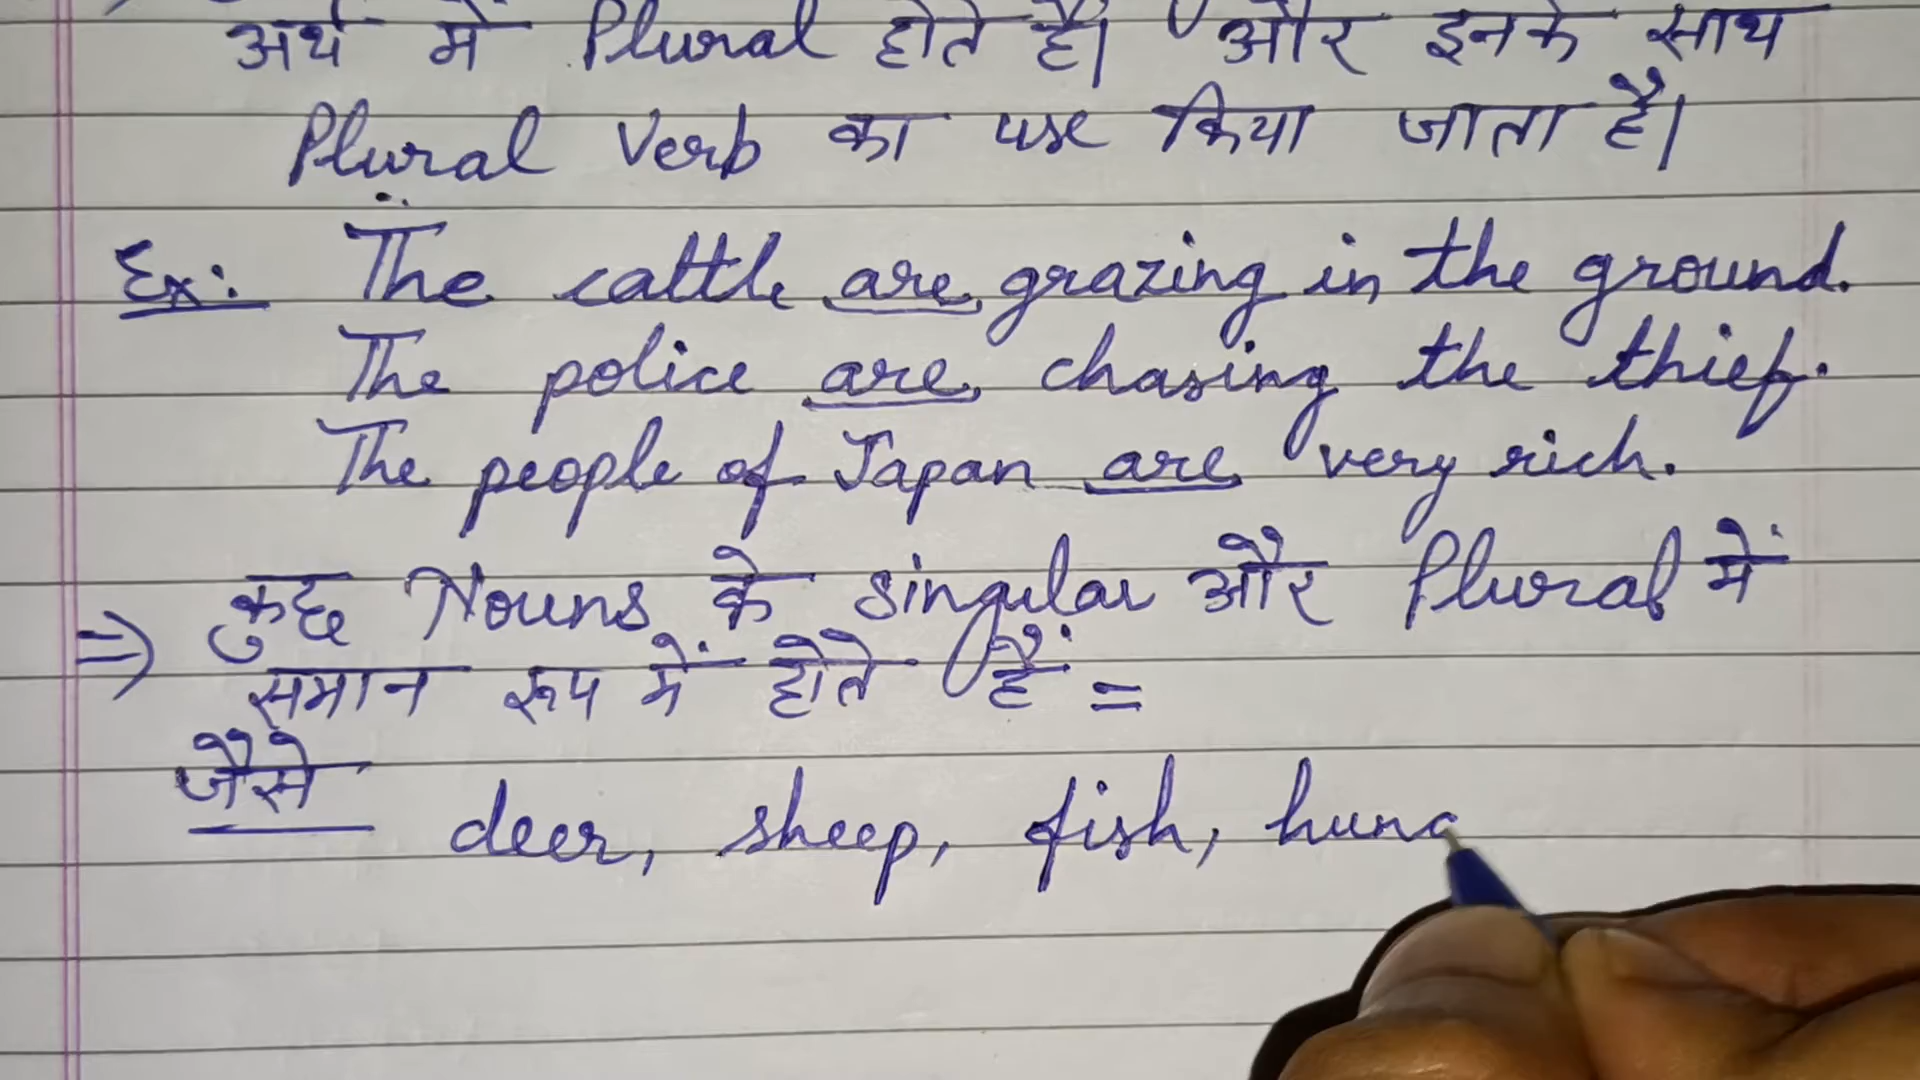 अर्थ में Plural होते है। और इनके साथ
Plural Verb का use किया जाता है।
Ex: The cattle are grazing in the ground.
The police are chasing the thief.
The people of Japan are very rich.
⇒ कुछ Nouns के singular और Plural में
समान रूप में होते हैं =
जैसे deer, sheep, fish,